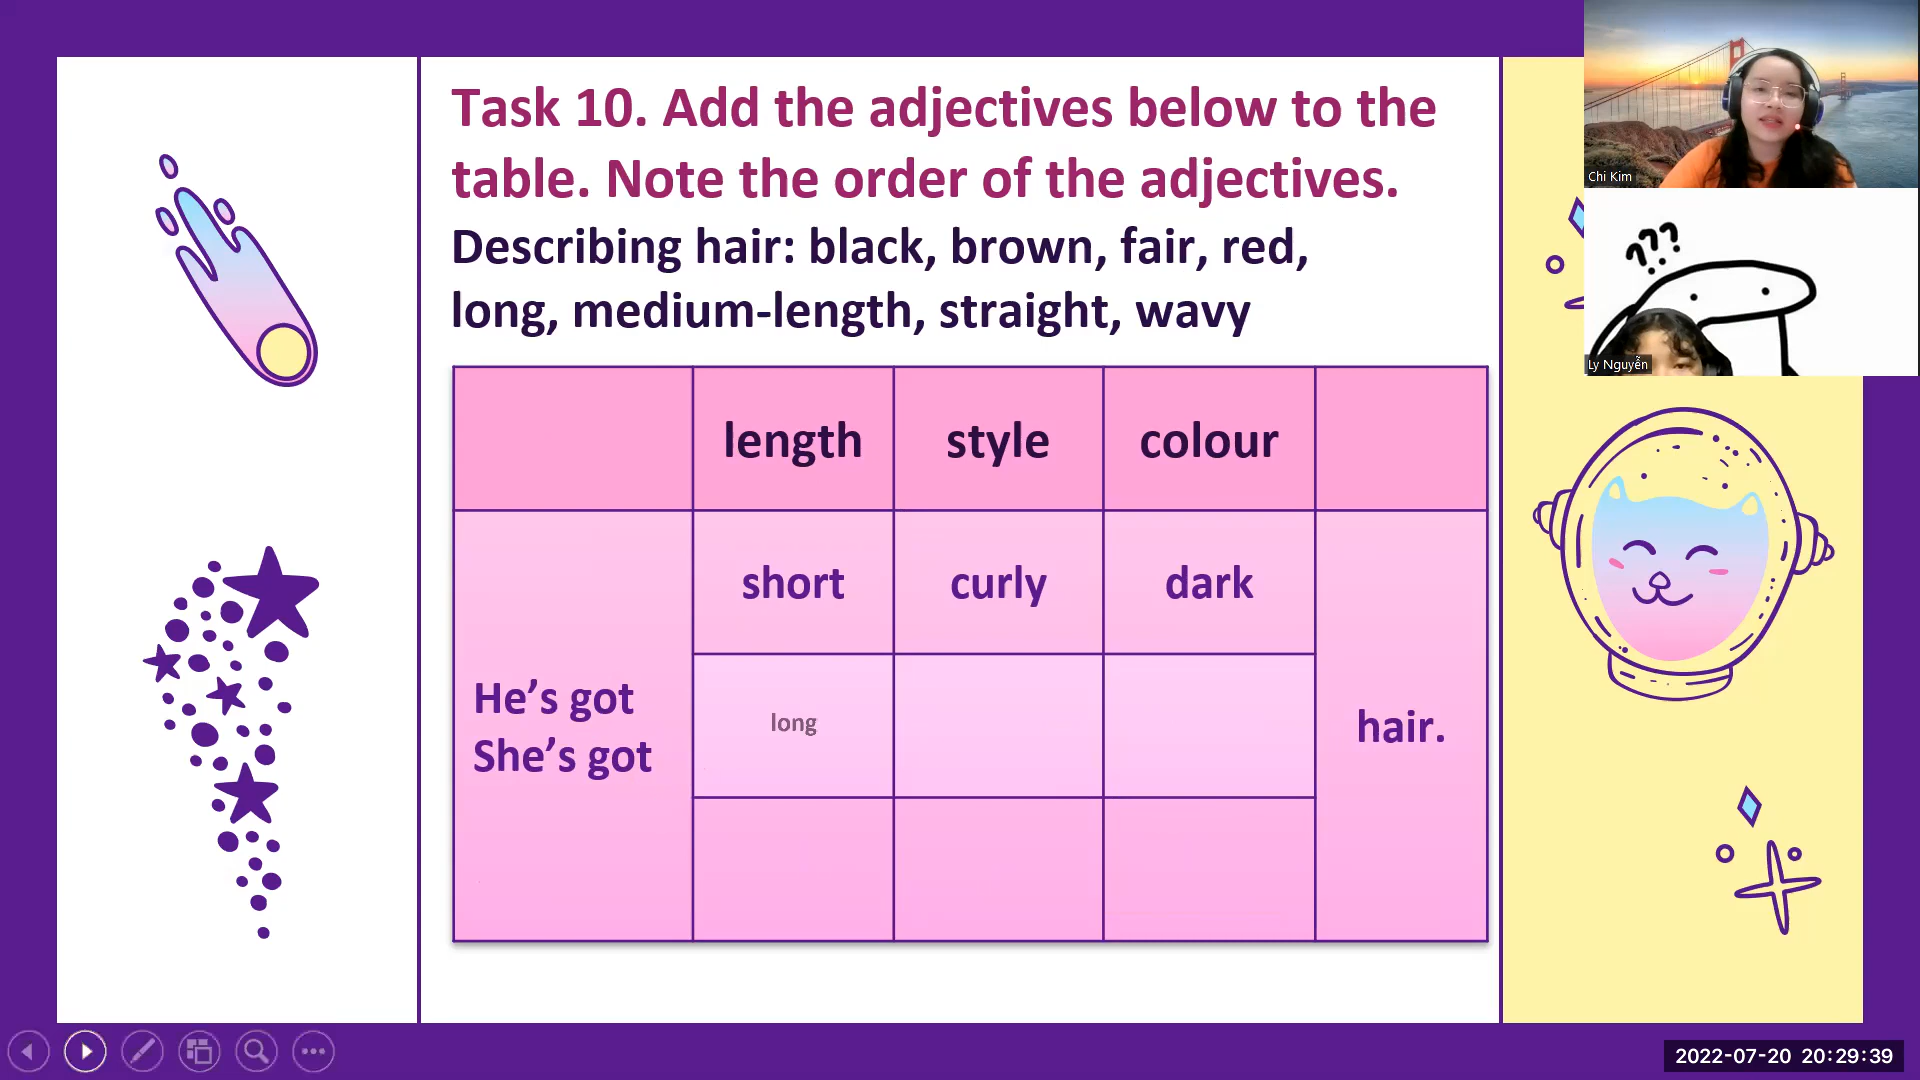 Task 10. Add the adjectives below to the
table. Note the order of the adjectives.
Describing hair: black, brown, fair, red,
long, medium-length, straight, wavy
length style colour
short curly dark
He's got
She's got
long
hair.
Chi Kim
???
Ly Nguyễn
2022-07-20 20:29:39